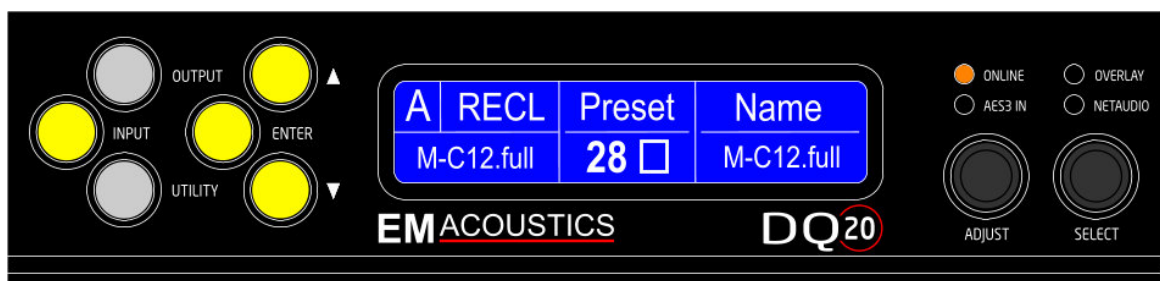 OUTPUT ▲
INPUT ENTER
UTILITY ▼
A RECL Preset Name
M-C12.full 28 □ M-C12.full
EM ACOUSTICS DQ20
ONLINE OVERLAY
AES3 IN NETAUDIO
ADJUST SELECT